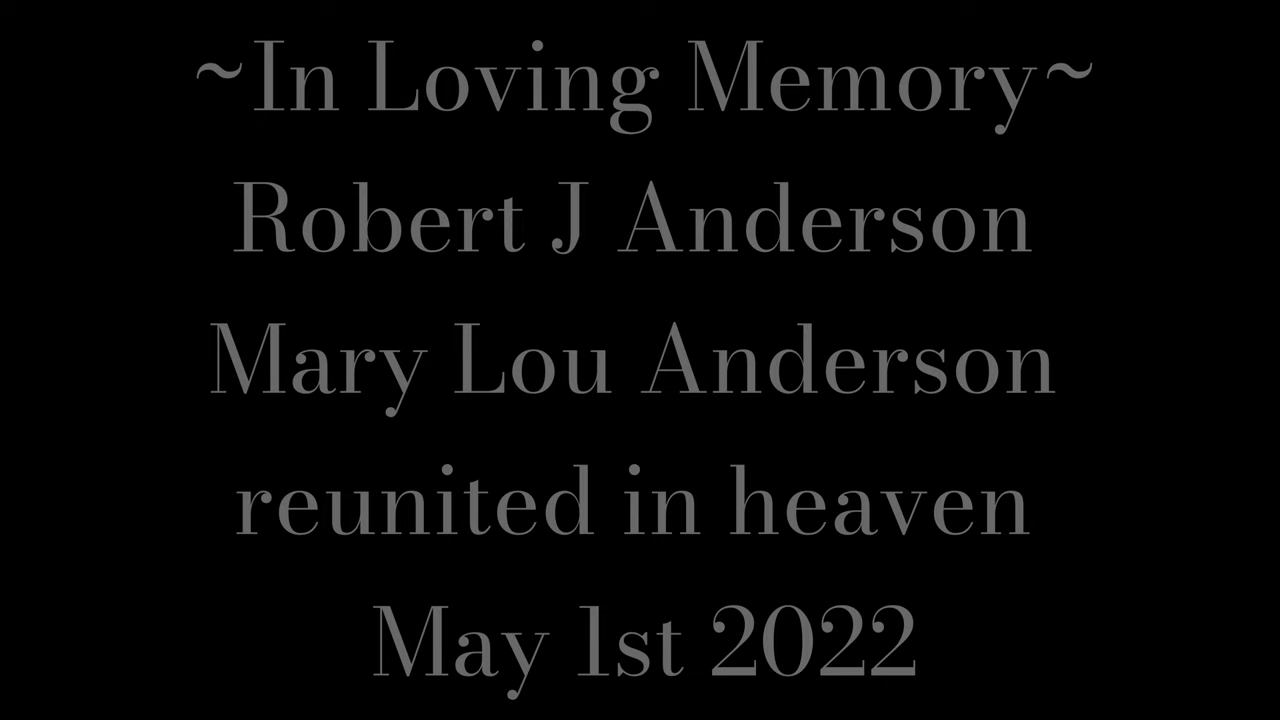 ~In Loving Memory~
Robert J Anderson
Mary Lou Anderson
reunited in heaven
May 1st 2022